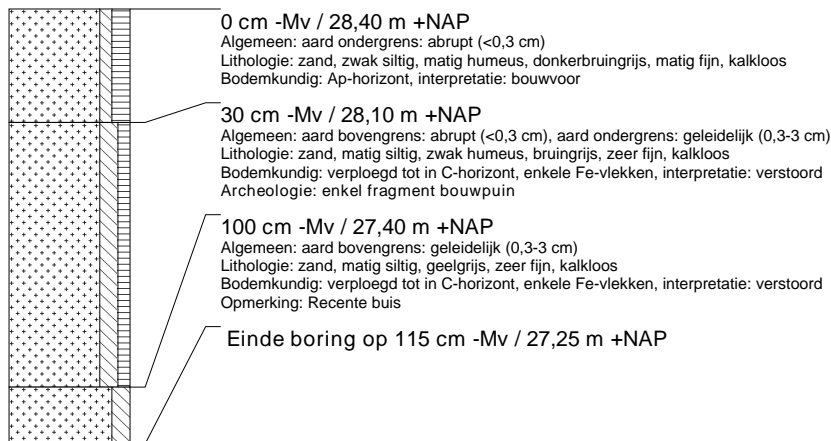 0 cm -Mv / 28,40 m +NAP
Algemeen: aard ondergrens: abrupt (<0,3 cm)
Lithologie: zand, zwak siltig, matig humeus, donkerbruingrijs, matig fijn, kalkloos
Bodemkundig: Ap-horizont, interpretatie: bouwvoor
30 cm -Mv / 28,10 m +NAP
Algemeen: aard bovengrens: abrupt (<0,3 cm), aard ondergrens: geleidelijk (0,3-3 cm)
Lithologie: zand, matig siltig, zwak humeus, bruingrijs, zeer fijn, kalkloos
Bodemkundig: verploegd tot in C-horizont, enkele Fe-vlekken, interpretatie: verstoord
Archeologie: enkel fragment bouwpuin
100 cm -Mv / 27,40 m +NAP
Algemeen: aard bovengrens: geleidelijk (0,3-3 cm)
Lithologie: zand, matig siltig, geelgrijs, zeer fijn, kalkloos
Bodemkundig: verploegd tot in C-horizont, enkele Fe-vlekken, interpretatie: verstoord
Opmerking: Recente buis
Einde boring op 115 cm -Mv / 27,25 m +NAP